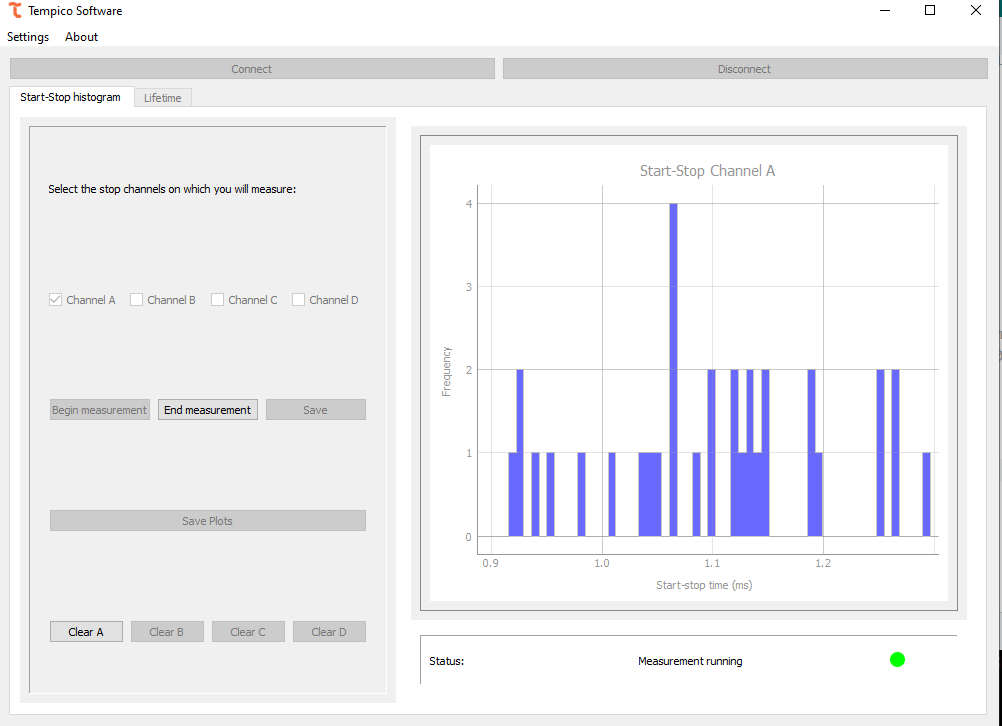 Tempico Software
Settings About
Connect Disconnect
Start-Stop histogram Lifetime
Select the stop channels on which you will measure:
Channel A Channel B Channel C Channel D
Begin measurement End measurement Save
Save Plots
Clear A Clear B Clear C Clear D
Start-Stop Channel A
Frequency
4
3
2
1
0
0.9 1.0 1.1 1.2
Start-stop time (ms)
Status: Measurement running